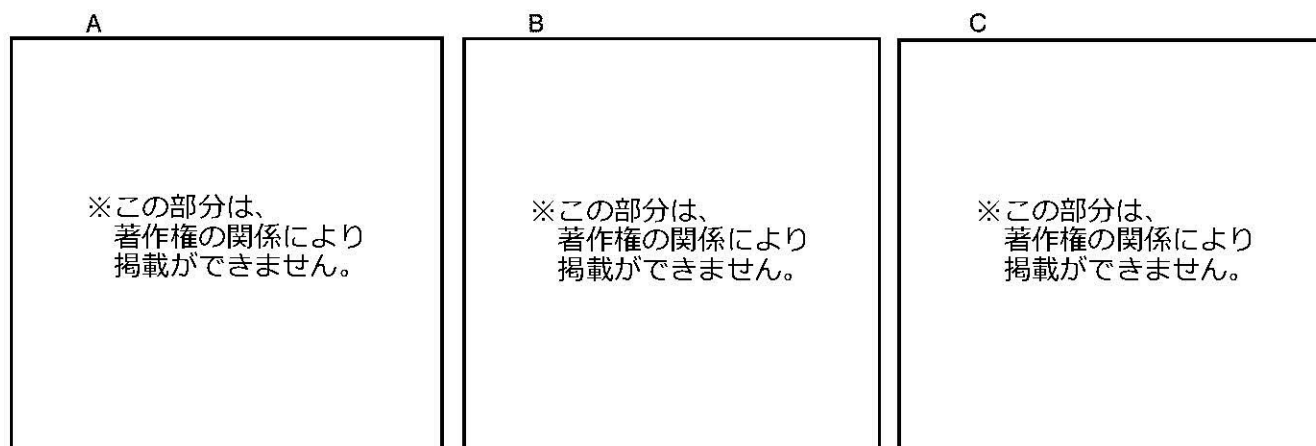 A
※この部分は、
著作権の関係により
掲載ができません。
B
※この部分は、
著作権の関係により
掲載ができません。
C
※この部分は、
著作権の関係により
掲載ができません。